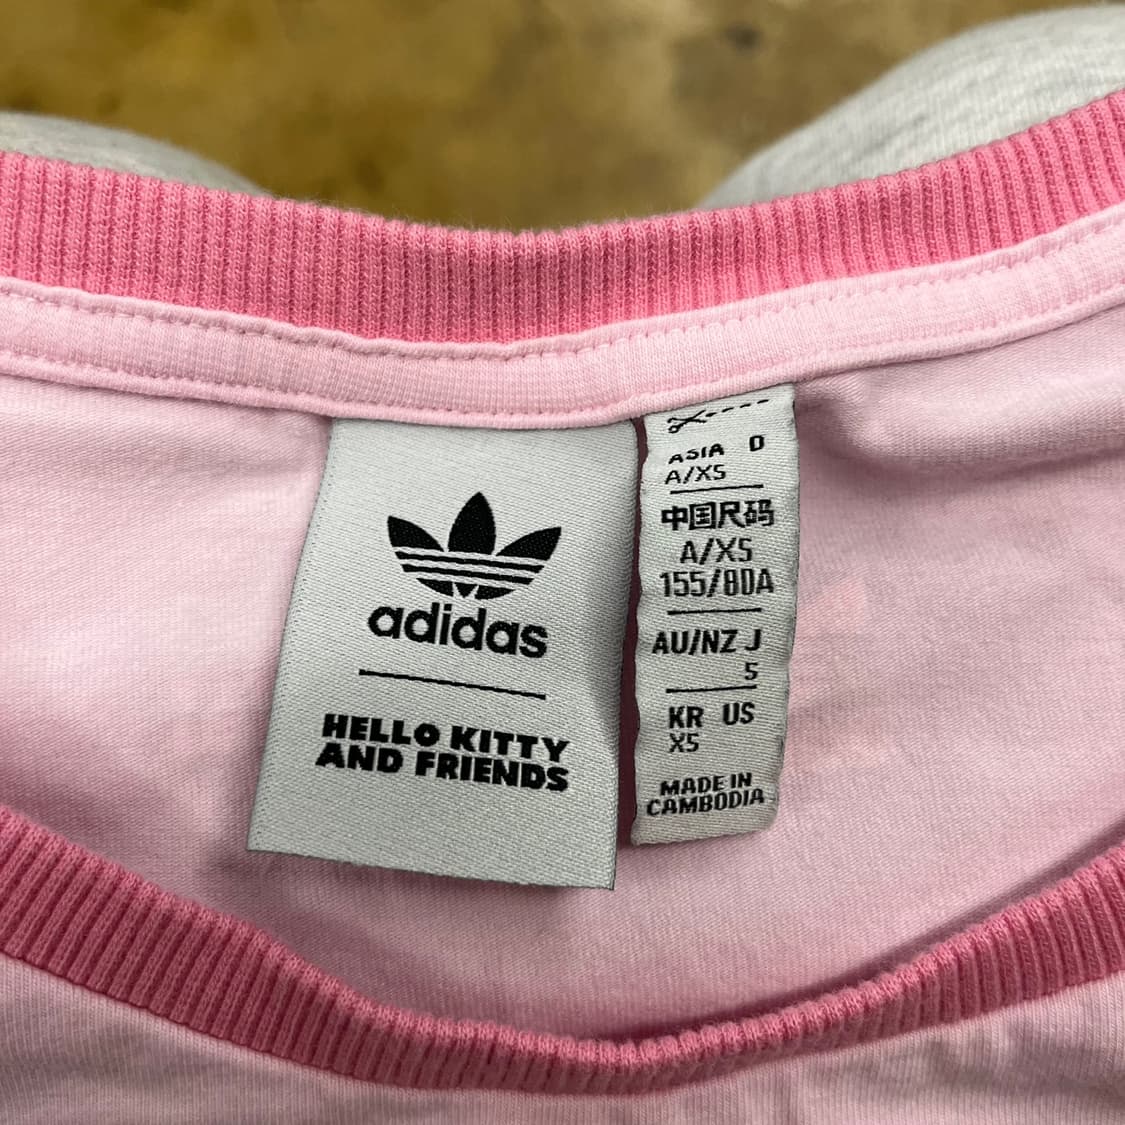 adidas
HELLO KITTY
AND FRIENDS
ASIA D
A/XS
中国尺码
A/XS
155/80A
AU/NZ J
S
KR US
XS
MADE IN
CAMBODIA